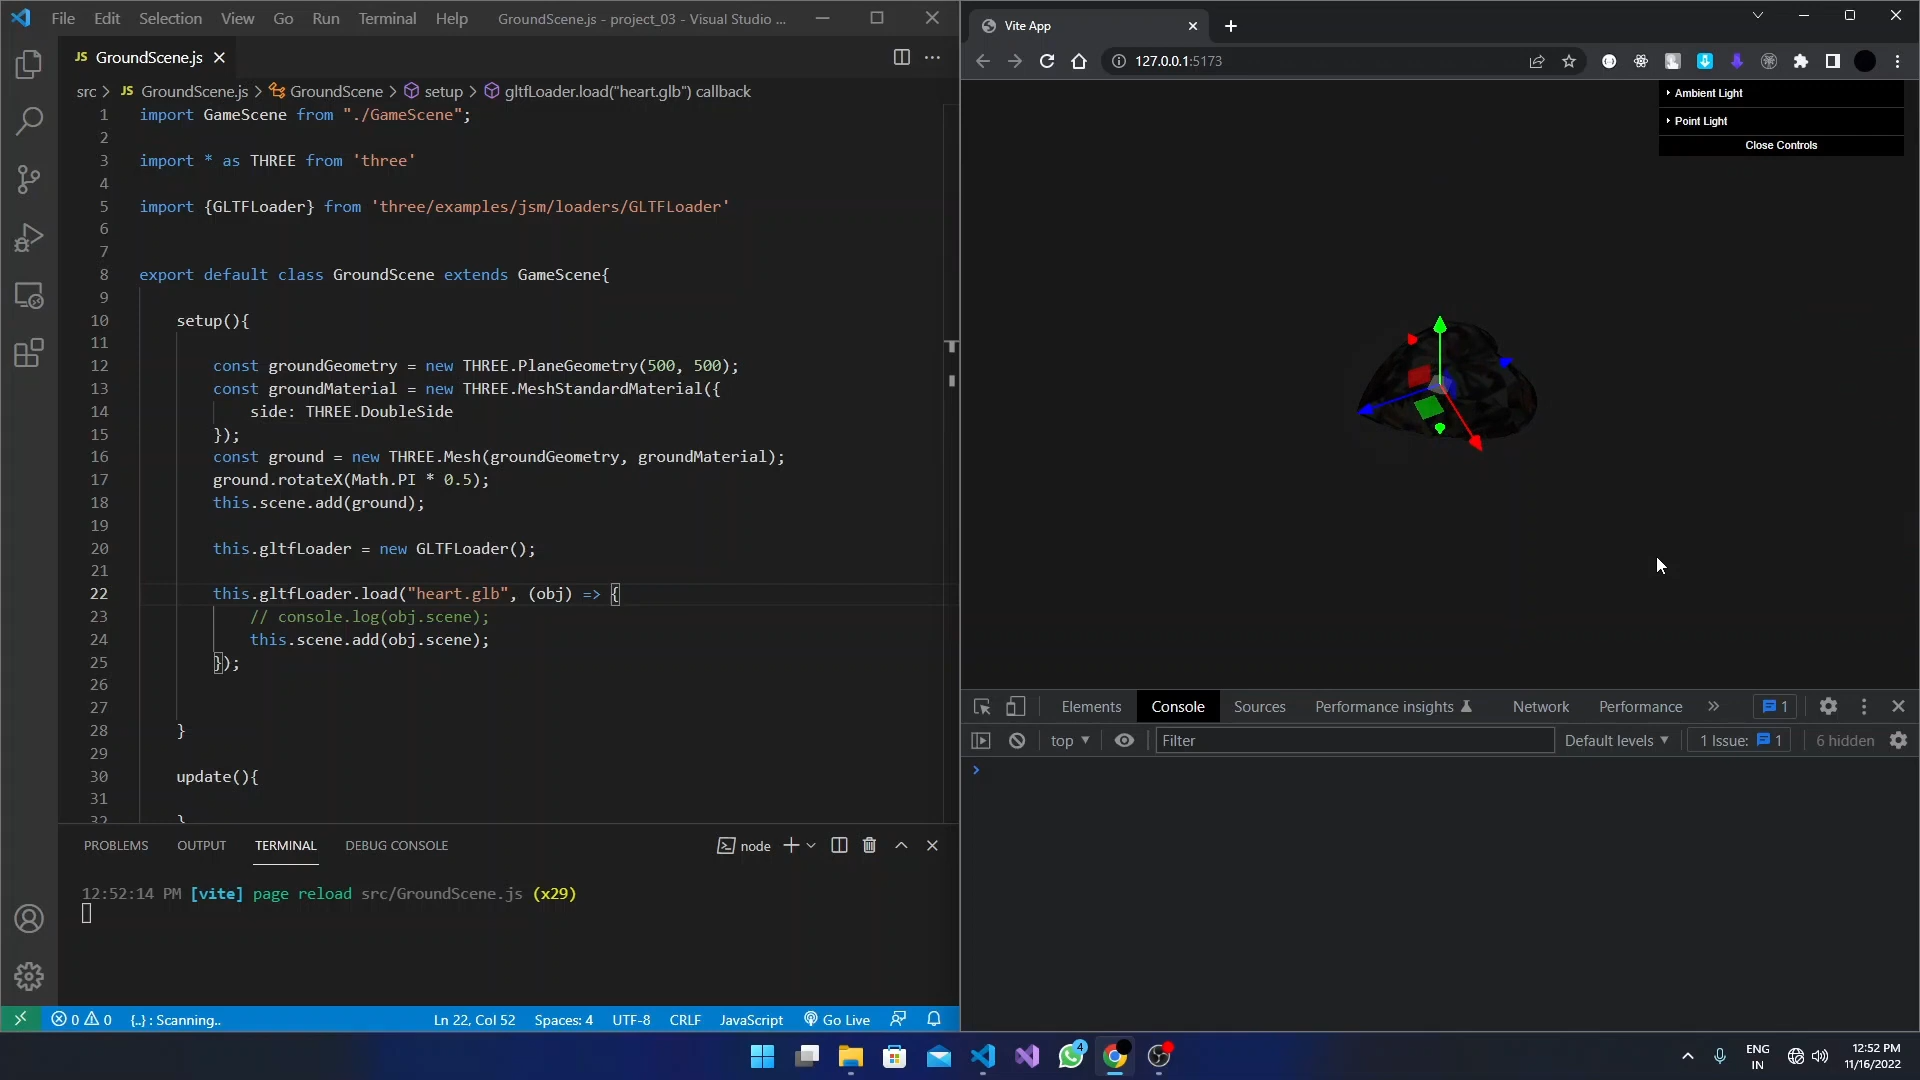 File Edit Selection View Go Run Terminal Help GroundScene.js - project_03 - Visual Studio ...
JS GroundScene.js
src > JS GroundScene.js > GroundScene > setup > gltfLoader.load("heart.glb") callback
1 import GameScene from "./GameScene";
2
3 import * as THREE from 'three'
4
5 import {GLTFLoader} from 'three/examples/jsm/loaders/GLTFLoader'
6
7
8 export default class GroundScene extends GameScene{
9
10 setup(){
11
12 const groundGeometry = new THREE.PlaneGeometry(500, 500);
13 const groundMaterial = new THREE.MeshStandardMaterial({
14 side: THREE.DoubleSide
15 });
16 const ground = new THREE.Mesh(groundGeometry, groundMaterial);
17 ground.rotateX(Math.PI * 0.5);
18 this.scene.add(ground);
19
20 this.gltfLoader = new GLTFLoader();
21
22 this.gltfLoader.load("heart.glb", (obj) => {
23 // console.log(obj.scene);
24 this.scene.add(obj.scene);
25 });
26
27
28 }
29
30 update(){
31
32 }
PROBLEMS OUTPUT TERMINAL DEBUG CONSOLE node
12:52:14 PM [vite] page reload src/GroundScene.js (x29)
0 0 {..} : Scanning.. Ln 22, Col 52 Spaces: 4 UTF-8 CRLF JavaScript Go Live
Vite App
127.0.0.1:5173
Ambient Light
Point Light
Close Controls
Elements Console Sources Performance insights Network Performance » 1
top Filter Default levels 1 Issue: 1 6 hidden
4
ENG
IN
12:52 PM
11/16/2022